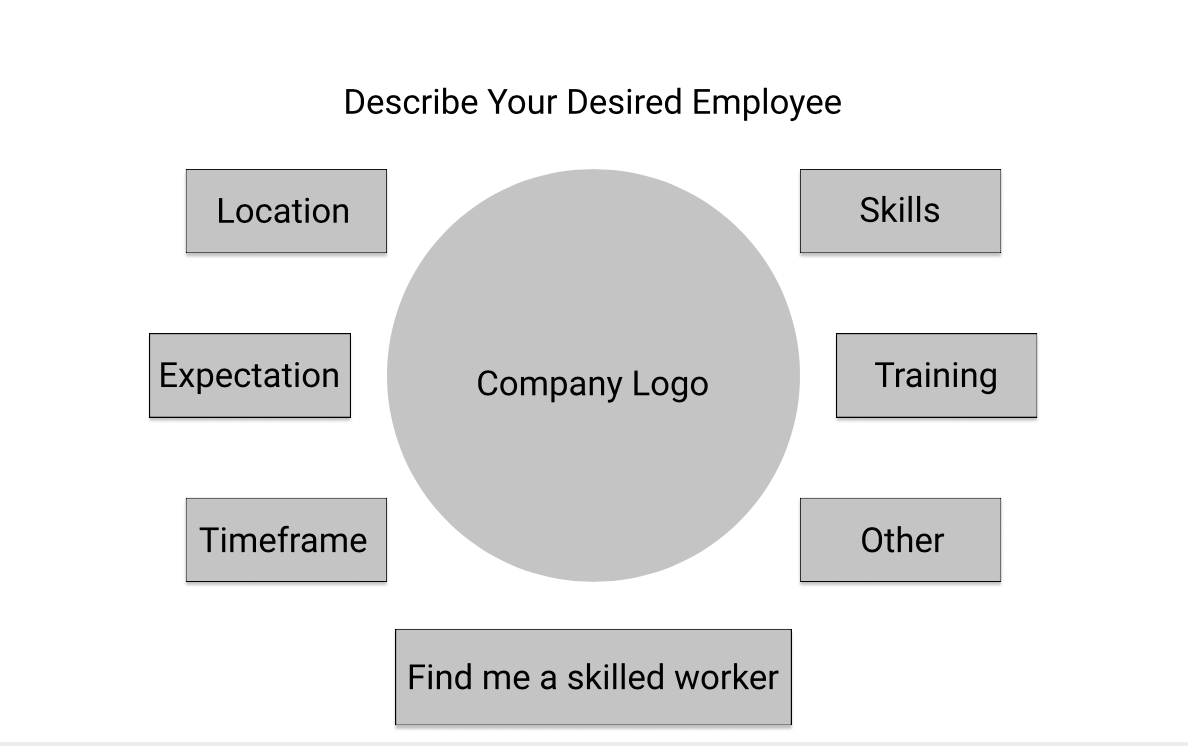 Describe Your Desired Employee
Location
Skills
Expectation
Company Logo
Training
Timeframe
Other
Find me a skilled worker